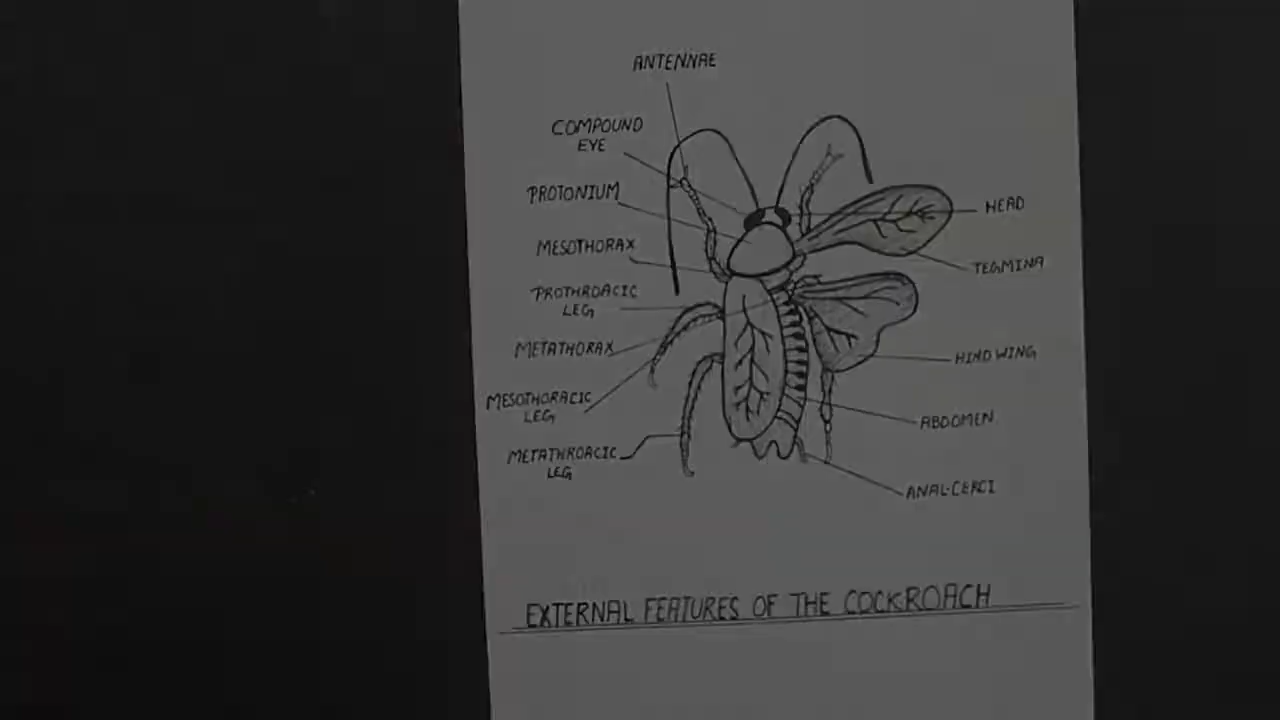 ANTENNAE
COMPOUND
EYE
PROTONIUM
MESOTHORAX
PROTHROACIC
LEG
METATHORAX
MESOTHORACIC
LEG
METATHROACIC
LEG
HEAD
TEGMINA
HIND WING
ABDOMEN
ANAL-CERCI
EXTERNAL FEATURES OF THE COCKROACH